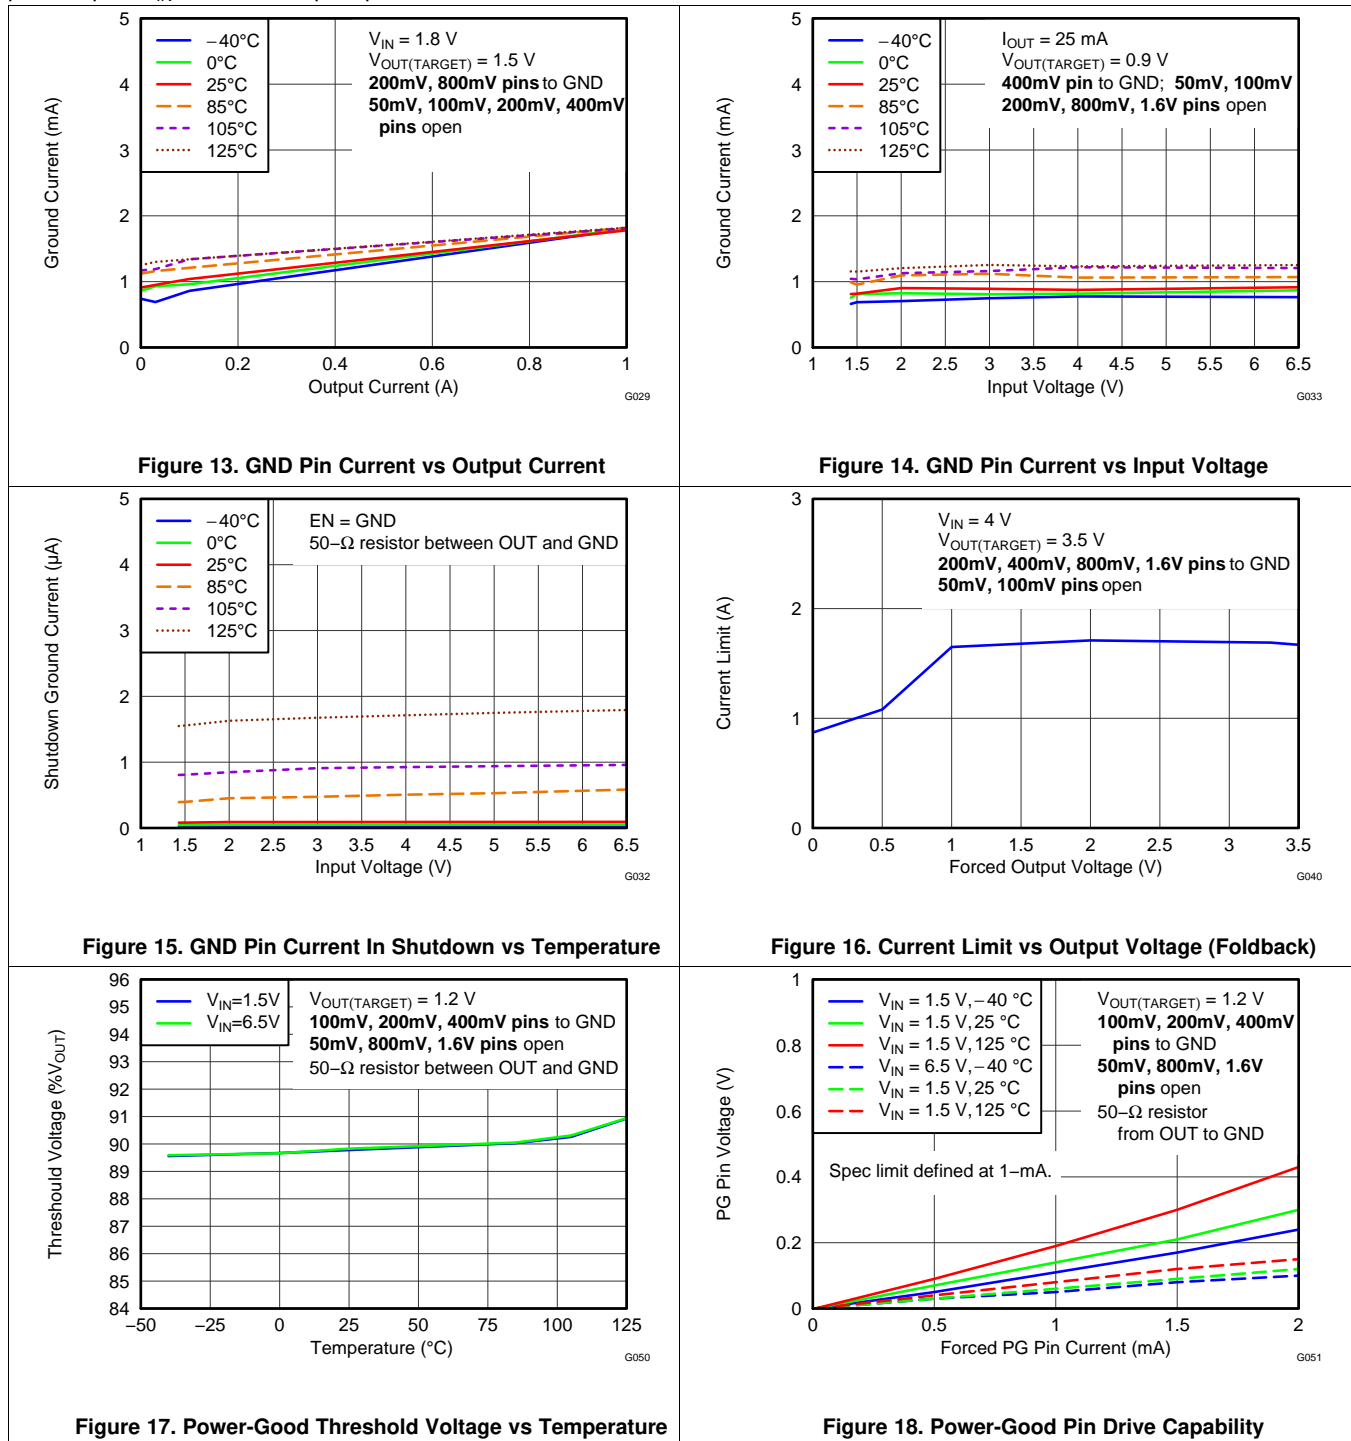 5
4
3
2
1
0
Ground Current (mA)
−40°C
0°C
25°C
85°C
105°C
125°C
VIN = 1.8 V
VOUT(TARGET) = 1.5 V
200mV, 800mV pins to GND
50mV, 100mV, 200mV, 400mV
pins open
0 0.2 0.4 0.6 0.8 1
Output Current (A)
G029
Figure 13. GND Pin Current vs Output Current
5
4
3
2
1
0
Ground Current (mA)
−40°C
0°C
25°C
85°C
105°C
125°C
IOUT = 25 mA
VOUT(TARGET) = 0.9 V
400mV pin to GND; 50mV, 100mV
200mV, 800mV, 1.6V pins open
1 1.5 2 2.5 3 3.5 4 4.5 5 5.5 6 6.5
Input Voltage (V)
G033
Figure 14. GND Pin Current vs Input Voltage
5
4
3
2
1
0
Shutdown Ground Current (µA)
−40°C
0°C
25°C
85°C
105°C
125°C
EN = GND
50−Ω resistor between OUT and GND
1 1.5 2 2.5 3 3.5 4 4.5 5 5.5 6 6.5
Input Voltage (V)
G032
Figure 15. GND Pin Current In Shutdown vs Temperature
3
2
1
0
Current Limit (A)
VIN = 4 V
VOUT(TARGET) = 3.5 V
200mV, 400mV, 800mV, 1.6V pins to GND
50mV, 100mV pins open
0 0.5 1 1.5 2 2.5 3 3.5
Forced Output Voltage (V)
G040
Figure 16. Current Limit vs Output Voltage (Foldback)
96
95
94
93
92
91
90
89
88
87
86
85
84
Threshould Voltage (%VOUT)
VIN=1.5V
VIN=6.5V
VOUT(TARGET) = 1.2 V
100mV, 200mV, 400mV pins to GND
50mV, 800mV, 1.6V pins open
50−Ω resistor between OUT and GND
−50 −25 0 25 50 75 100 125
Temperature (°C)
G050
Figure 17. Power-Good Threshold Voltage vs Temperature
1
0.8
0.6
0.4
0.2
0
PG Pin Voltage (V)
VIN = 1.5 V, −40 °C
VIN = 1.5 V, 25 °C
VIN = 1.5 V, 125 °C
VIN = 6.5 V, −40 °C
VIN = 1.5 V, 25 °C
VIN = 1.5 V, 125 °C
VOUT(TARGET) = 1.2 V
100mV, 200mV, 400mV
pins to GND
50mV, 800mV, 1.6V
pins open
50−Ω resistor
from OUT to GND
Spec limit defined at 1−mA.
0 0.5 1 1.5 2
Forced PG Pin Current (mA)
G051
Figure 18. Power-Good Pin Drive Capability